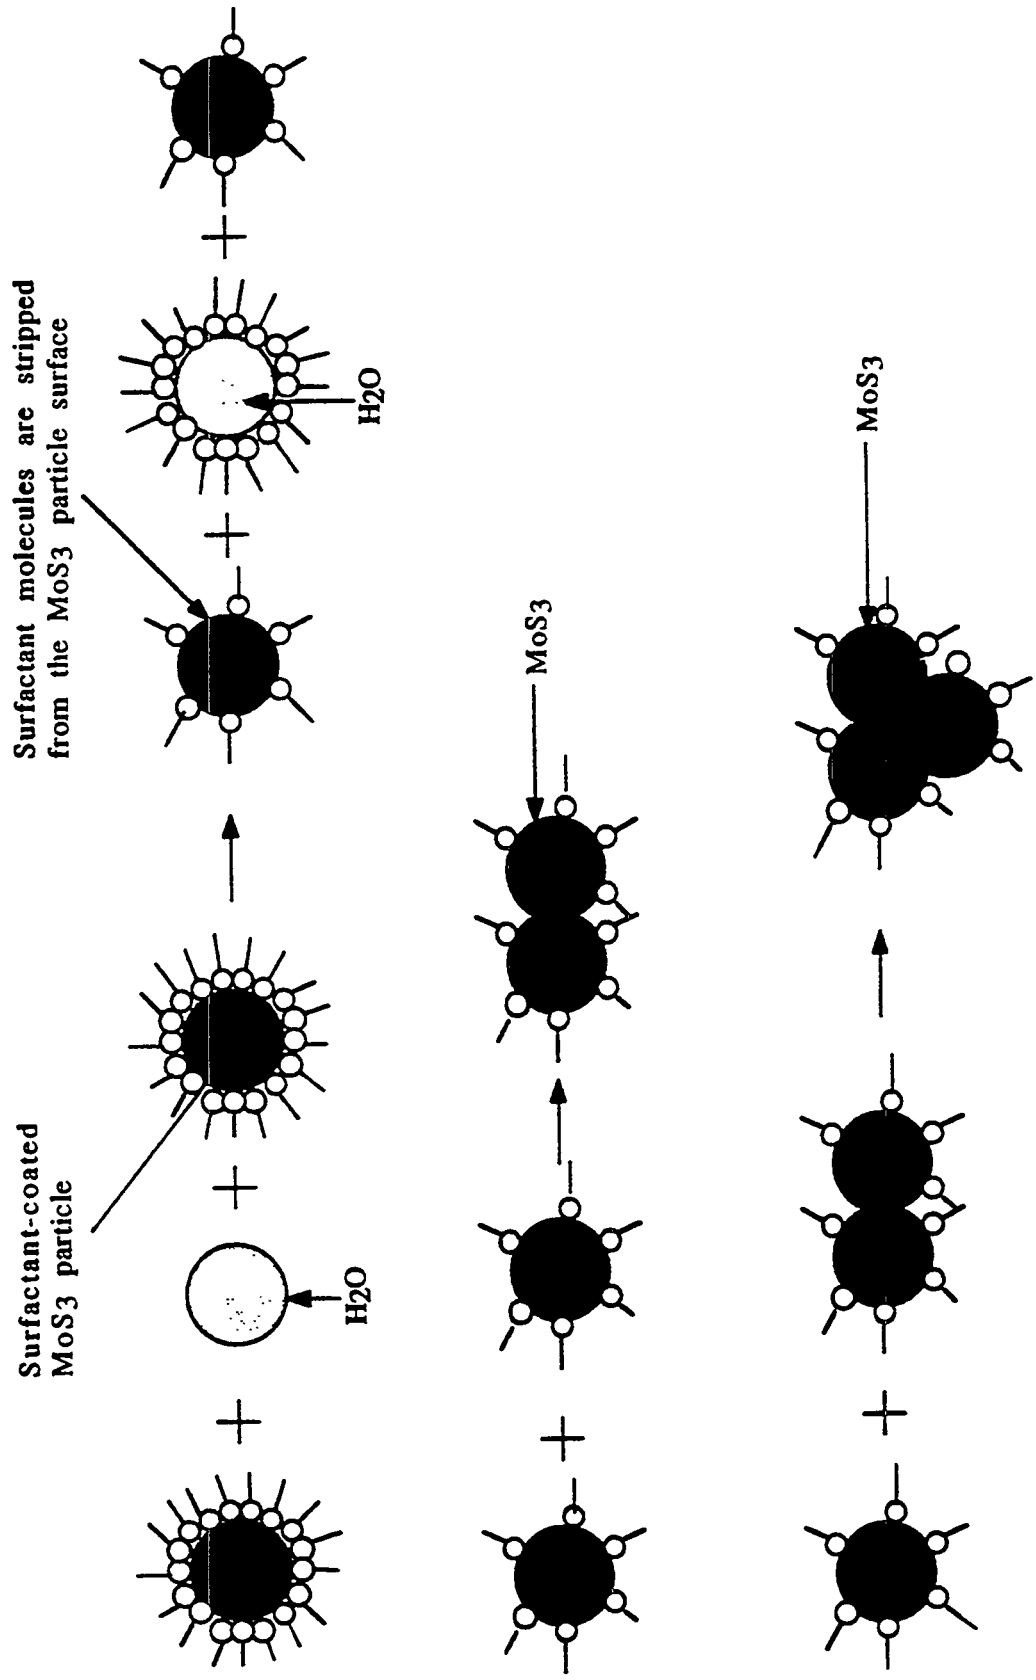 Surfactant-coated
MoS3 particle
Surfactant molecules are stripped
from the MoS3 particle surface
H2O
H2O
MoS3
MoS3